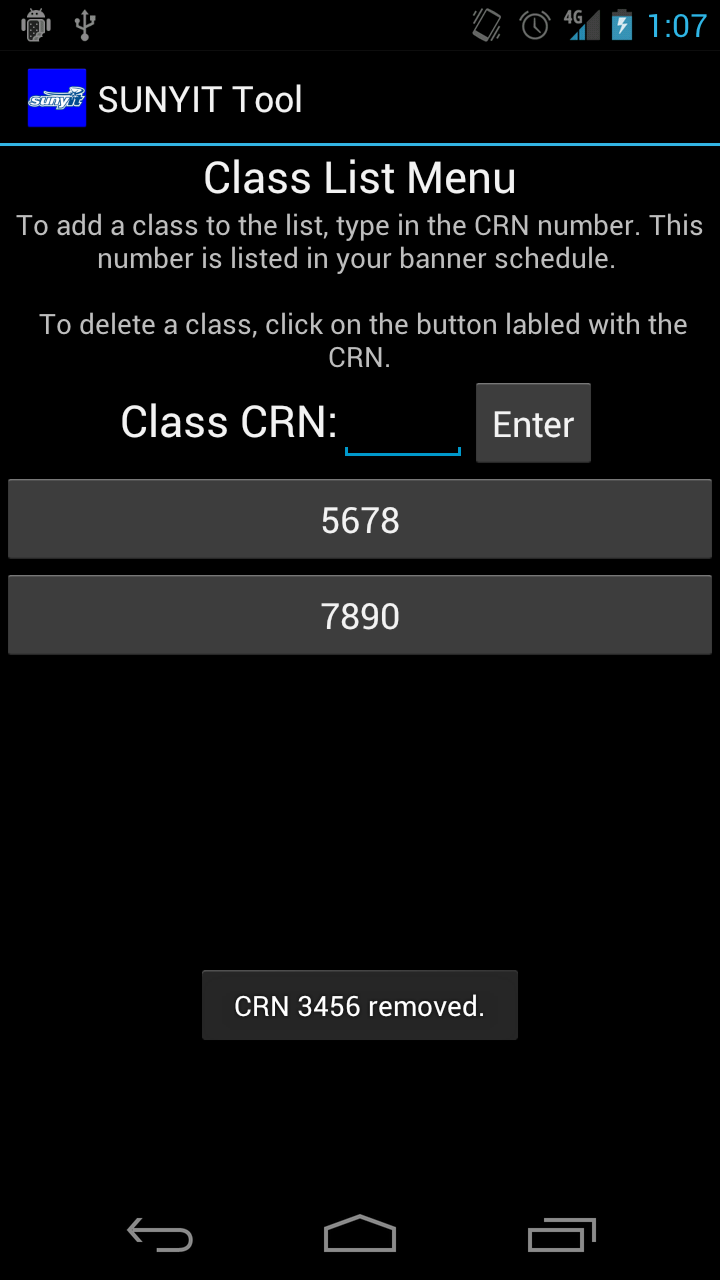 4G 1:07
sunyit SUNYIT Tool
Class List Menu
To add a class to the list, type in the CRN number. This
number is listed in your banner schedule.
To delete a class, click on the button labled with the
CRN.
Class CRN: Enter
5678
7890
CRN 3456 removed.